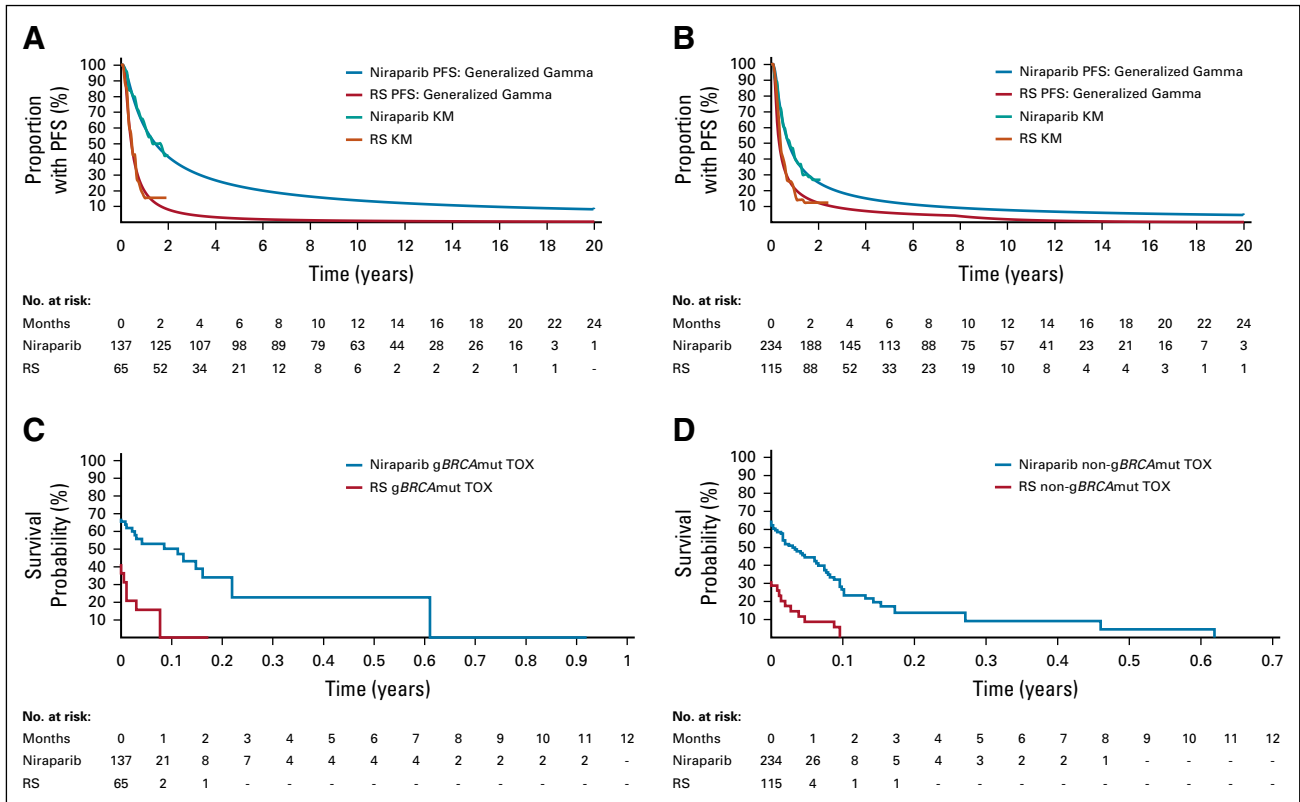 A
Proportion
with PFS (%)
100
90
80
70
60
50
40
30
20
10
Niraparib PFS: Generalized Gamma
RS PFS: Generalized Gamma
Niraparib KM
RS KM
0 2 4 6 8 10 12 14 16 18 20
Time (years)
No. at risk:
Months 0 2 4 6 8 10 12 14 16 18 20 22 24
Niraparib 137 125 107 98 89 79 63 44 28 26 16 3 1
RS 65 52 34 21 12 8 6 2 2 2 1 1 -
B
Proportion
with PFS (%)
100
90
80
70
60
50
40
30
20
10
Niraparib PFS: Generalized Gamma
RS PFS: Generalized Gamma
Niraparib KM
RS KM
0 2 4 6 8 10 12 14 16 18 20
Time (years)
No. at risk:
Months 0 2 4 6 8 10 12 14 16 18 20 22 24
Niraparib 234 188 145 113 88 75 57 41 23 21 16 7 3
RS 115 88 52 33 23 19 10 8 4 4 3 1 1
C
Survival
Probability (%)
100
90
80
70
60
50
40
30
20
10
Niraparib gBRCAmut TOX
RS gBRCAmut TOX
0 0.1 0.2 0.3 0.4 0.5 0.6 0.7 0.8 0.9 1
Time (years)
No. at risk:
Months 0 1 2 3 4 5 6 7 8 9 10 11 12
Niraparib 137 21 8 7 4 4 4 4 2 2 2 2 -
RS 65 2 1 - - - - - - - - - -
D
Survival
Probability (%)
100
90
80
70
60
50
40
30
20
10
Niraparib non-gBRCAmut TOX
RS non-gBRCAmut TOX
0 0.1 0.2 0.3 0.4 0.5 0.6 0.7
Time (years)
No. at risk:
Months 0 1 2 3 4 5 6 7 8 9 10 11 12
Niraparib 234 26 8 5 4 3 2 2 1 - - - -
RS 115 4 1 1 - - - - - - - - -